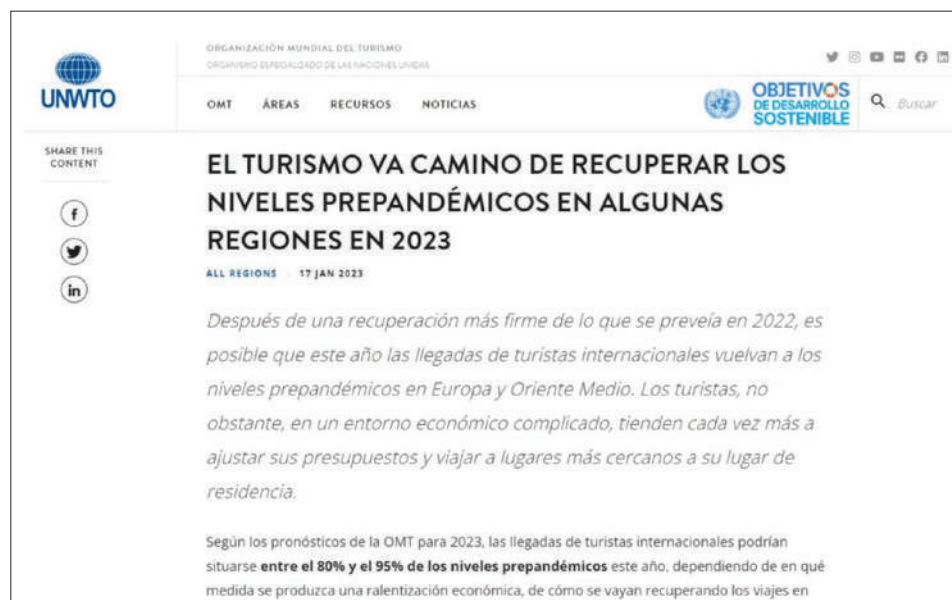 UNWTO
ORGANIZACIÓN MUNDIAL DEL TURISMO
ORGANISMO ESPECIALIZADO DE LAS NACIONES UNIDAS
OMT ÁREAS RECURSOS NOTICIAS
OBJETIVOS
DE DESARROLLO
SOSTENIBLE
Buscar
SHARE THIS
CONTENT
EL TURISMO VA CAMINO DE RECUPERAR LOS
NIVELES PREPANDÉMICOS EN ALGUNAS
REGIONES EN 2023
ALL REGIONS 17 JAN 2023
Después de una recuperación más firme de lo que se preveía en 2022, es
posible que este año las llegadas de turistas internacionales vuelvan a los
niveles prepandémicos en Europa y Oriente Medio. Los turistas, no
obstante, en un entorno económico complicado, tienden cada vez más a
ajustar sus presupuestos y viajar a lugares más cercanos a su lugar de
residencia.
Según los pronósticos de la OMT para 2023, las llegadas de turistas internacionales podrían
situarse entre el 80% y el 95% de los niveles prepandémicos este año, dependiendo de en qué
medida se produzca una ralentización económica, de cómo se vayan recuperando los viajes en